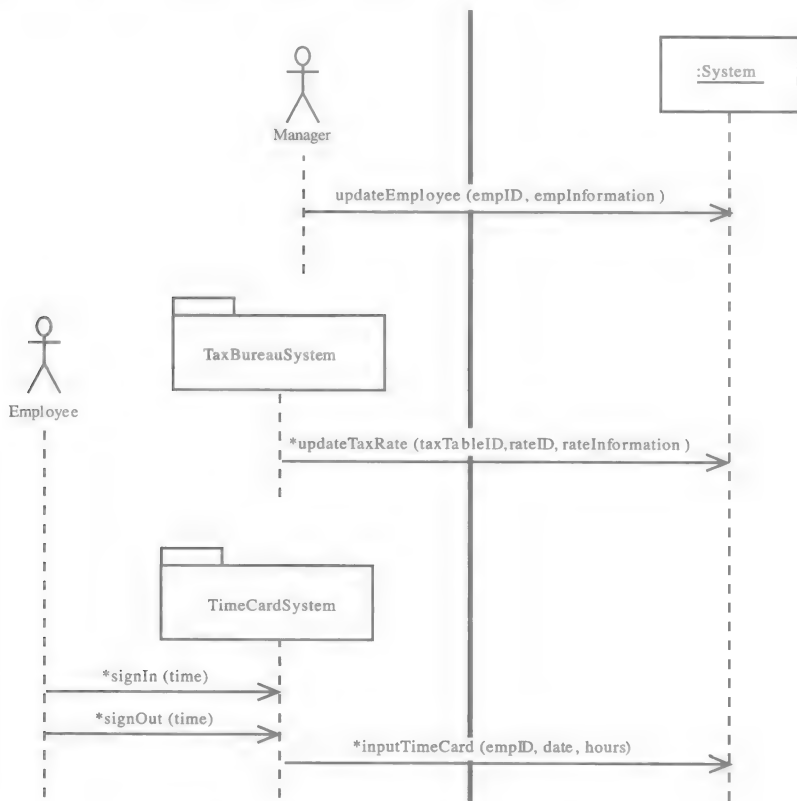 :System
Manager
updateEmployee (empID, empInformation )
TaxBureauSystem
Employee
*updateTaxRate (taxTableID,rateID, rateInformation )
TimeCardSystem
*signIn (time)
*signOut (time)
*inputTimeCard (empID, date, hours)